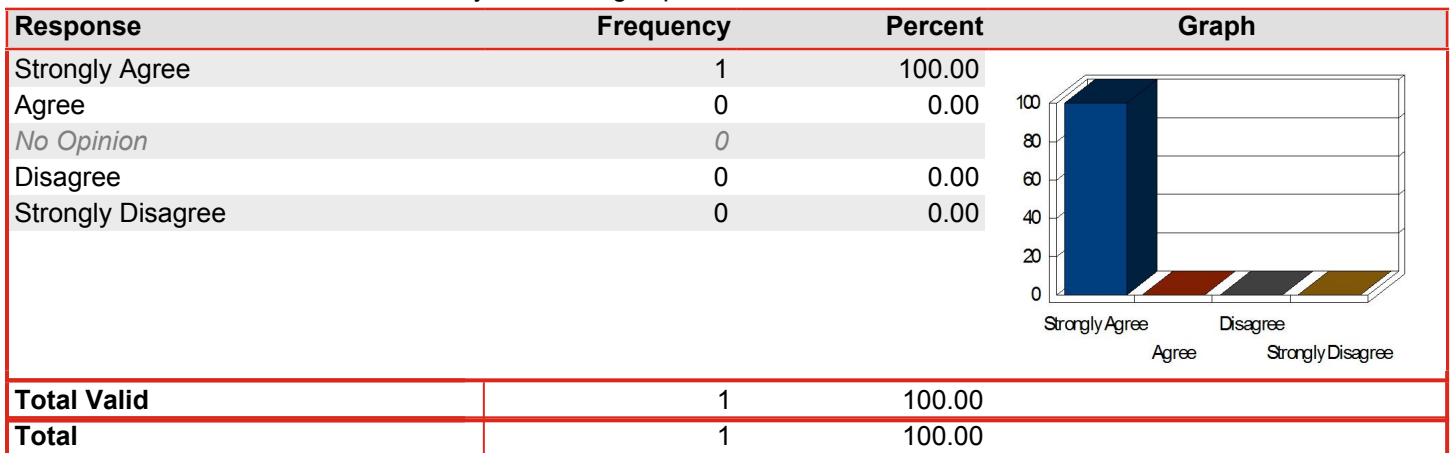 Response Frequency Percent Graph
Strongly Agree 1 100.00
Agree 0 0.00
No Opinion 0
Disagree 0 0.00
Strongly Disagree 0 0.00
100
80
60
40
20
0
Strongly Agree Disagree
Agree Strongly Disagree
Total Valid 1 100.00
Total 1 100.00